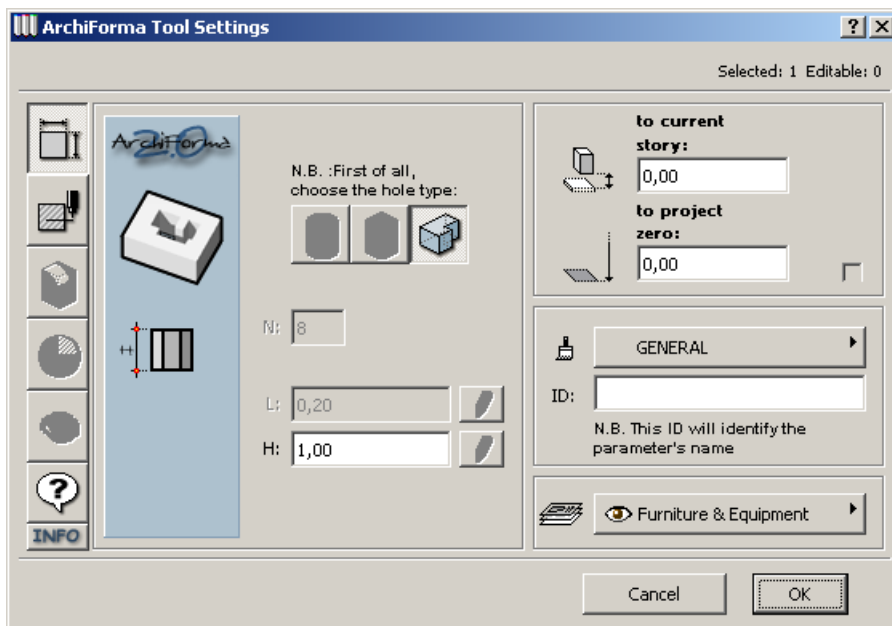 ArchiForma Tool Settings
Selected: 1 Editable: 0
ArchiForma
2.0
N.B. :First of all,
choose the hole type:
N: 8
L: 0,20
H: 1,00
H
INFO
to current
story:
0,00
to project
zero:
0,00
GENERAL
ID:
N.B. This ID will identify the
parameter's name
Furniture & Equipment
Cancel
OK